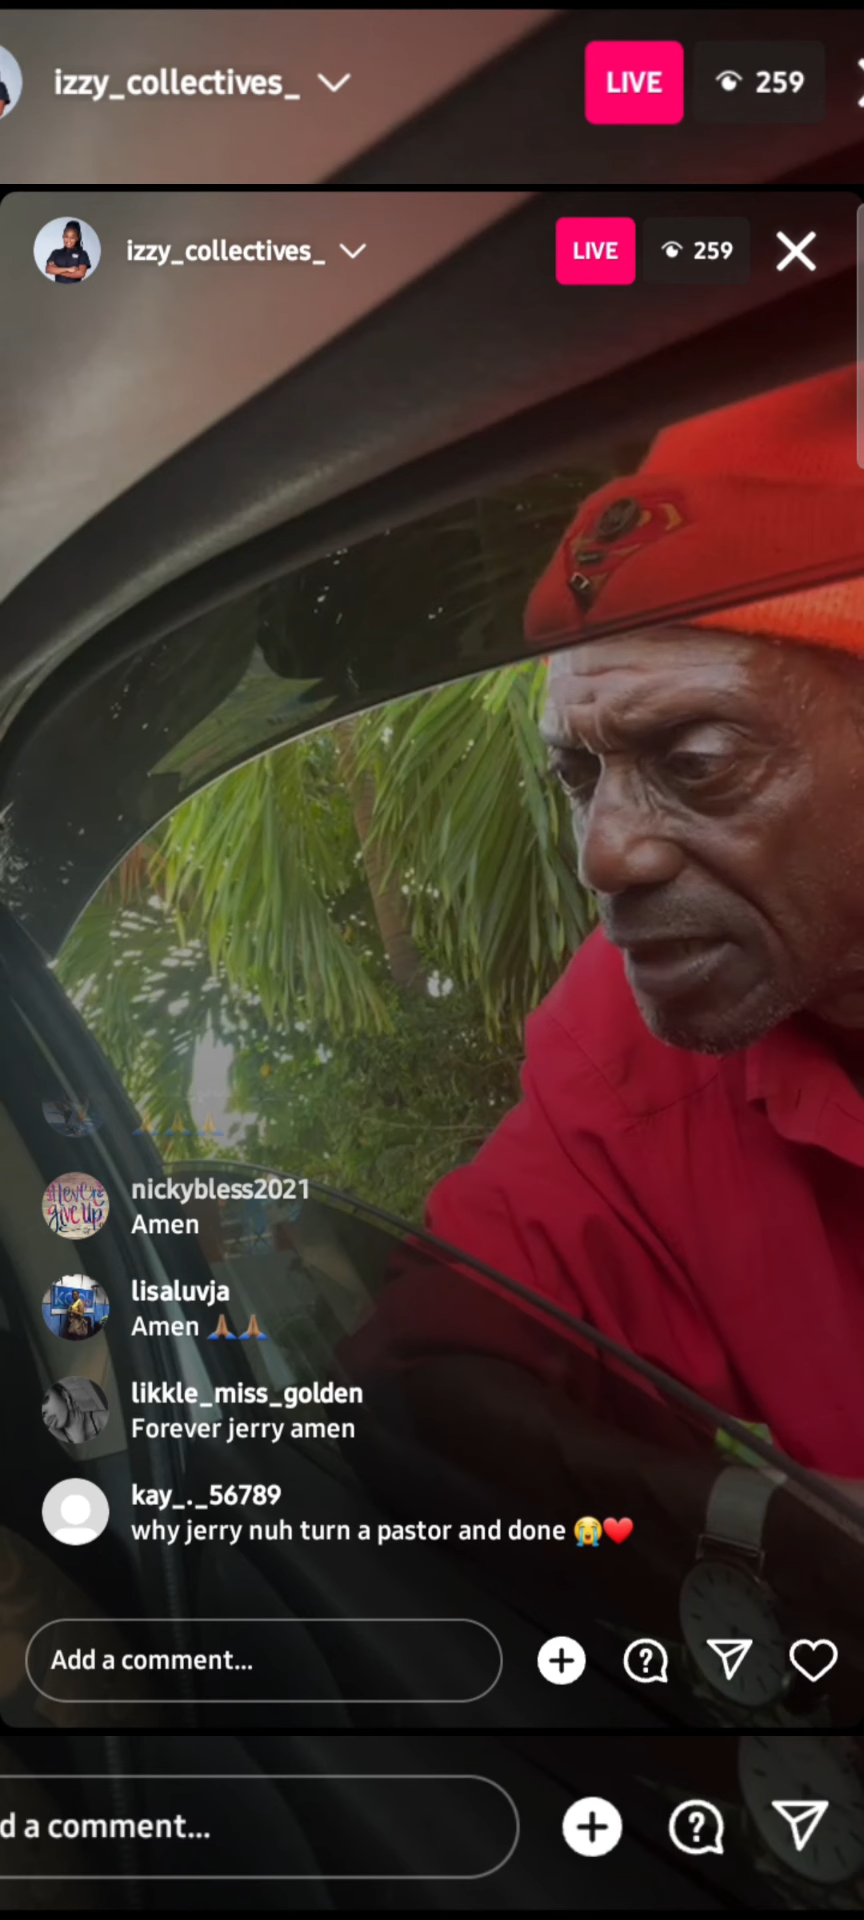 izzy_collectives_
LIVE
259
izzy_collectives_
LIVE
259
nickybless2021
Amen
lisaluvja
Amen 🙏🏽🙏🏽
likkle_miss_golden
Forever jerry amen
kay_._56789
why jerry nuh turn a pastor and done 😭❤️
Add a comment...
d a comment...